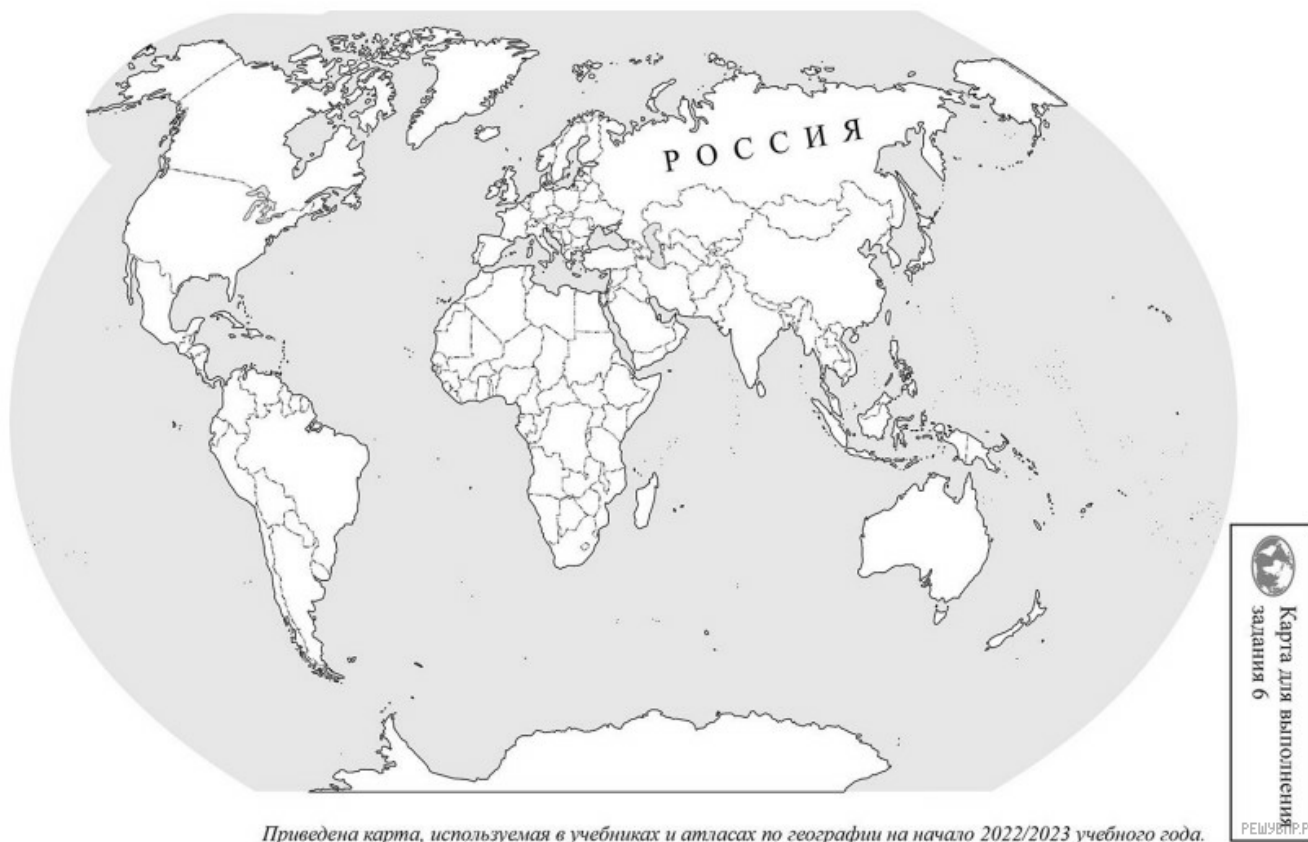 РОССИЯ
Карта для выполнения
задания 6
Приведена карта, используемая в учебниках и атласах по географии на начало 2022/2023 учебного года.